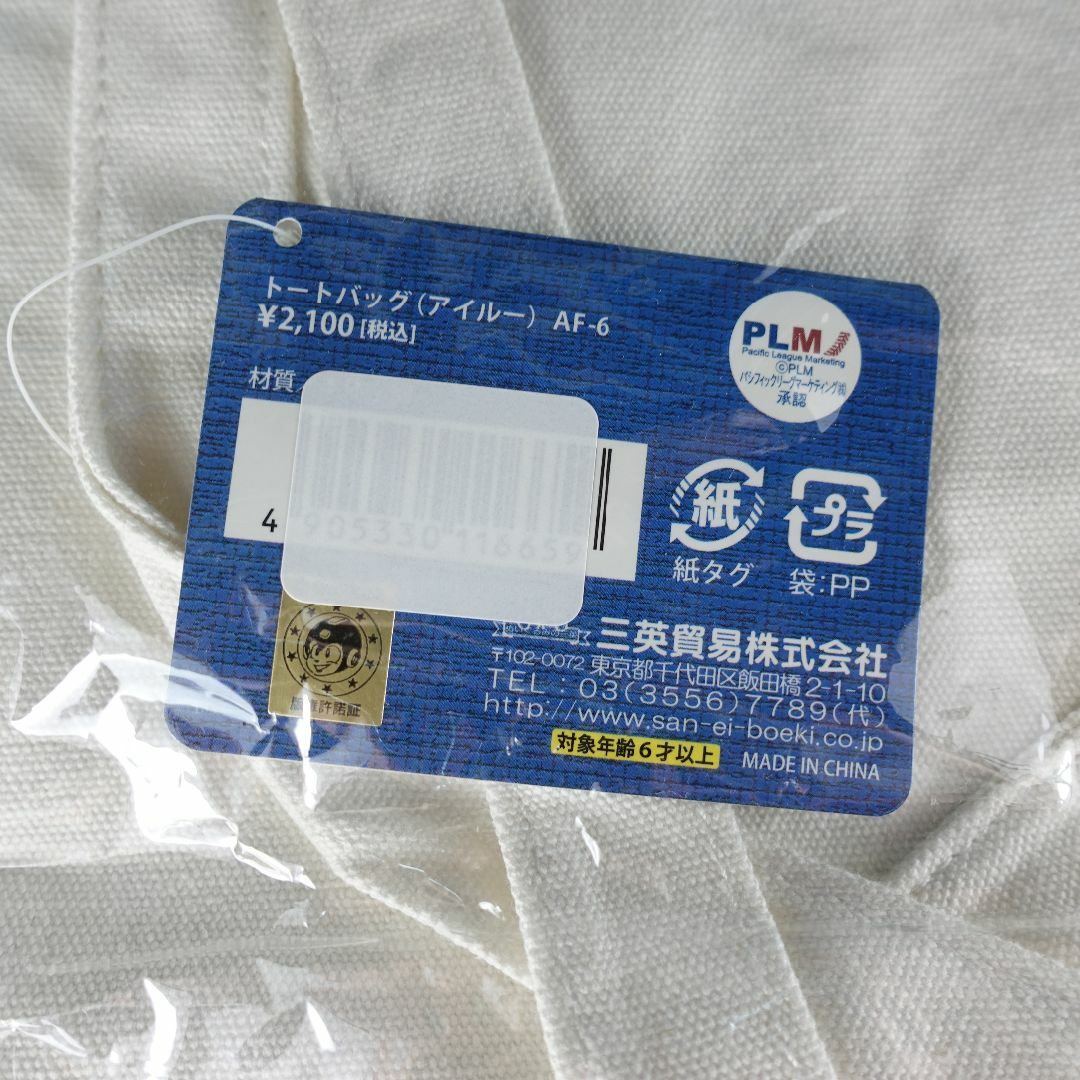 トートバッグ（アイルー） AF-6
¥2,100 [税込]
PLM
Pacific League Marketing
©PLM
パシフィックリーグマーケティング㈱
承認
材質
4
紙
紙タグ
プラ
袋：PP
版権許諾証
三英貿易株式会社
〒102-0072 東京都千代田区飯田橋2-1-10
TEL：03(3556)7789(代)
http://www.san-ei-boeki.co.jp
対象年齢6才以上
MADE IN CHINA